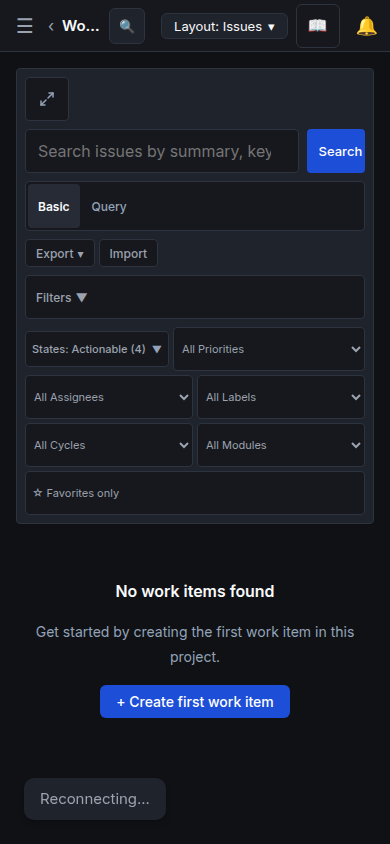 Wo... Layout: Issues ▾
Search issues by summary, key Search
Basic Query
Export ▾ Import
Filters ▼
States: Actionable (4) ▼ All Priorities
All Assignees All Labels
All Cycles All Modules
☆ Favorites only
No work items found
Get started by creating the first work item in this
project.
+ Create first work item
Reconnecting...